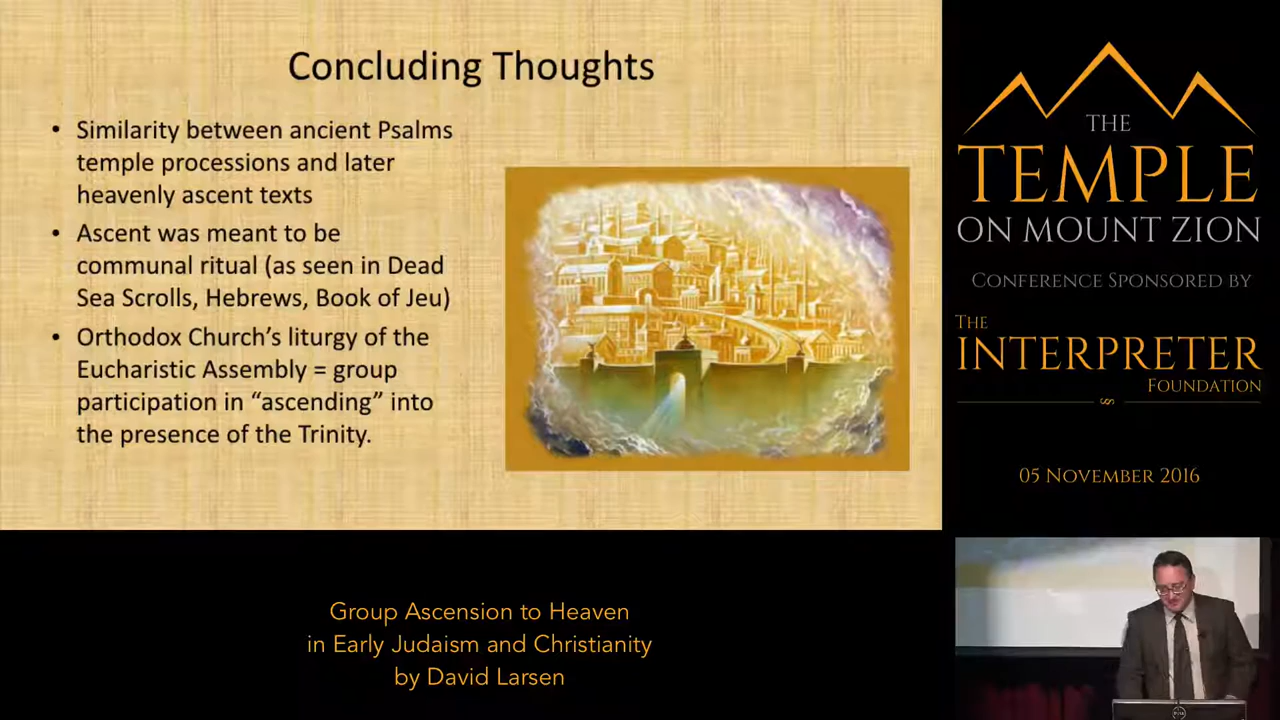 Concluding Thoughts
• Similarity between ancient Psalms
temple processions and later
heavenly ascent texts
• Ascent was meant to be
communal ritual (as seen in Dead
Sea Scrolls, Hebrews, Book of Jeu)
• Orthodox Church's liturgy of the
Eucharistic Assembly = group
participation in “ascending” into
the presence of the Trinity.
THE
TEMPLE
ON MOUNT ZION
CONFERENCE SPONSORED BY
THE
INTERPRETER
FOUNDATION
05 NOVEMBER 2016
Group Ascension to Heaven
in Early Judaism and Christianity
by David Larsen